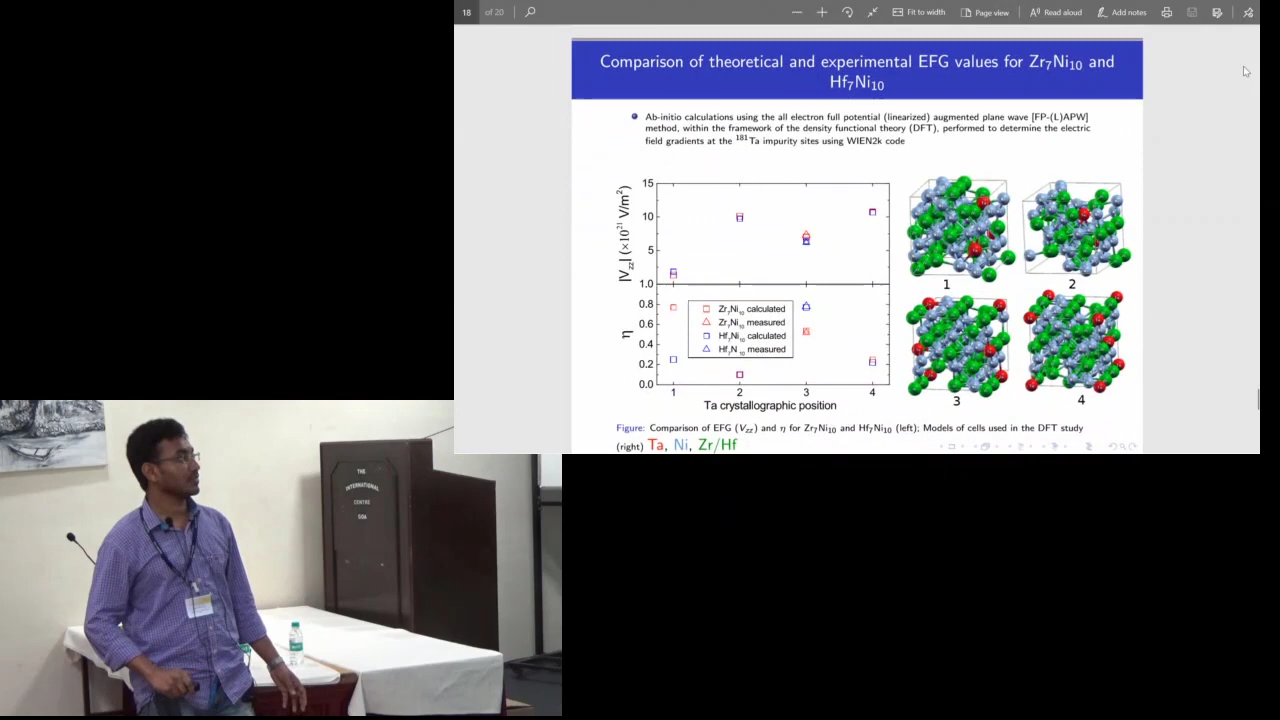 18 of 20 Fit to width Page view Read aloud Add notes
Comparison of theoretical and experimental EFG values for Zr₇Ni₁₀ and
Hf₇Ni₁₀
Ab-initio calculations using the all electron full potential (linearized) augmented plane wave [FP-(L)APW]
method, within the framework of the density functional theory (DFT), performed to determine the electric
field gradients at the ¹⁸¹Ta impurity sites using WIEN2k code
|V_zz| (×10²¹ V/m²)
15
10
5
1.0
0.8
0.6
0.4
0.2
0.0
η
Zr₇Ni₁₀ calculated
Zr₇Ni₁₀ measured
Hf₇Ni₁₀ calculated
Hf₇N₁₀ measured
1 2 3 4
Ta crystallographic position
1 2
3 4
Figure: Comparison of EFG (V_zz) and η for Zr₇Ni₁₀ and Hf₇Ni₁₀ (left); Models of cells used in the DFT study
(right) Ta, Ni, Zr/Hf
THE
INTERNATIONAL
CENTRE
GOA